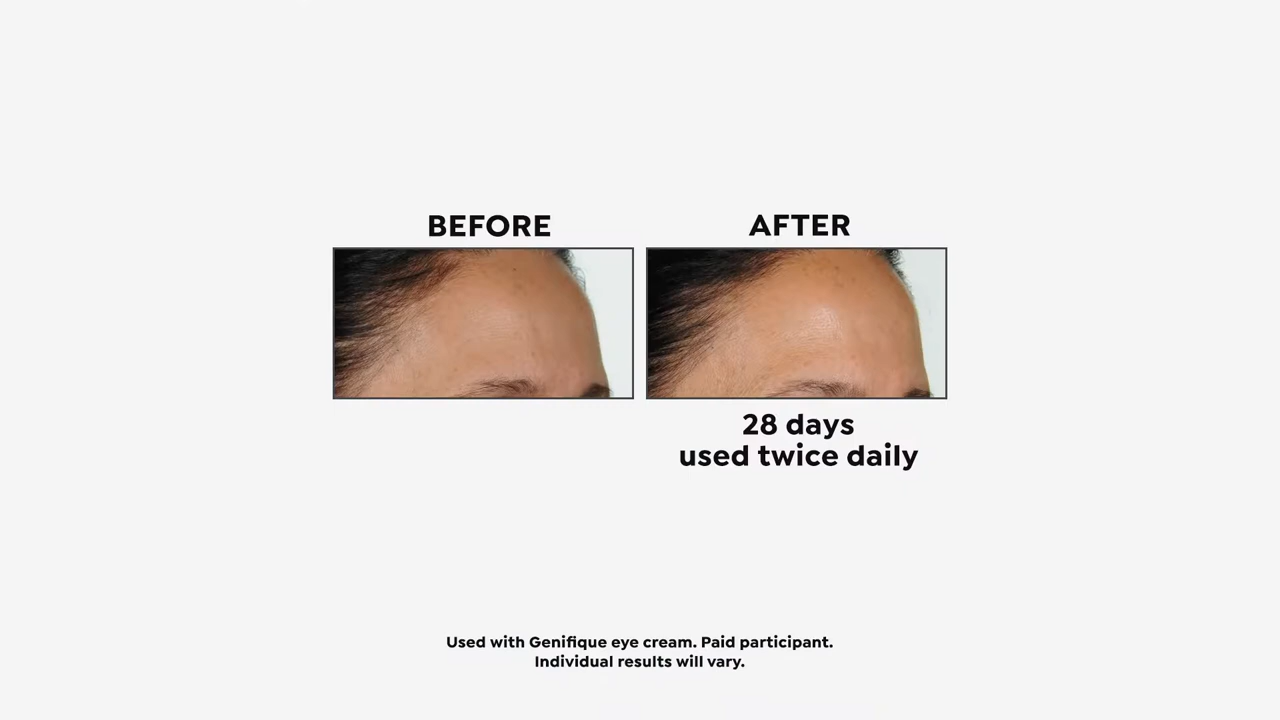 BEFORE
AFTER
28 days
used twice daily
Used with Genifique eye cream. Paid participant.
Individual results will vary.